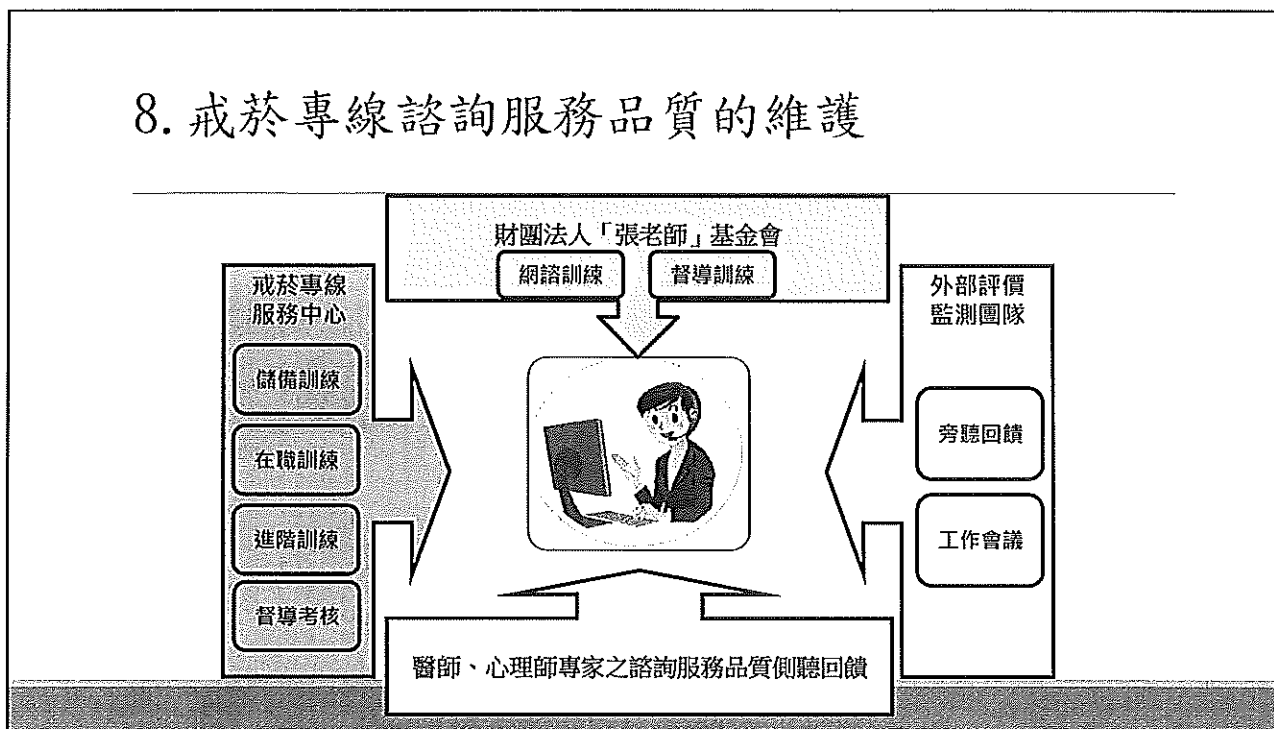 8. 戒菸專線諮詢服務品質的維護
財團法人「張老師」基金會
網諮訓練
督導訓練
戒菸專線
服務中心
儲備訓練
在職訓練
進階訓練
督導考核
外部評價
監測團隊
旁聽回饋
工作會議
醫師、心理師專家之諮詢服務品質側聽回饋